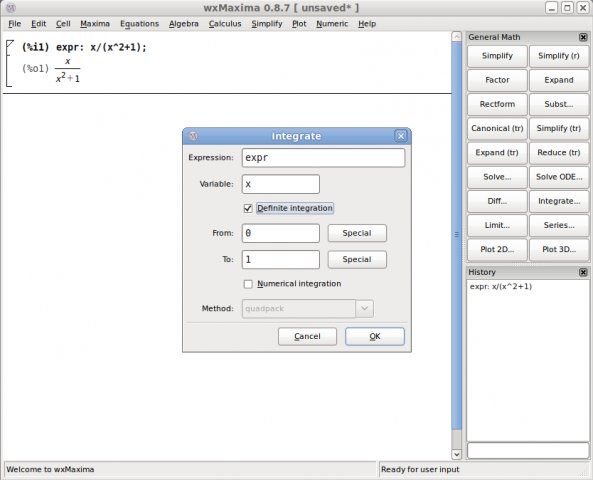 wxMaxima 0.8.7 [ unsaved* ]
File Edit Cell Maxima Equations Algebra Calculus Simplify Plot Numeric Help
(%i1) expr: x/(x^2+1);
(%o1) x
x²+1
Integrate
Expression: expr
Variable: x
Definite integration
From: 0 Special
To: 1 Special
Numerical integration
Method: quadpack
Cancel OK
General Math
Simplify Simplify (r)
Factor Expand
Rectform Subst...
Canonical (tr) Simplify (tr)
Expand (tr) Reduce (tr)
Solve... Solve ODE...
Diff... Integrate...
Limit... Series...
Plot 2D... Plot 3D...
History
expr: x/(x^2+1)
Welcome to wxMaxima Ready for user input